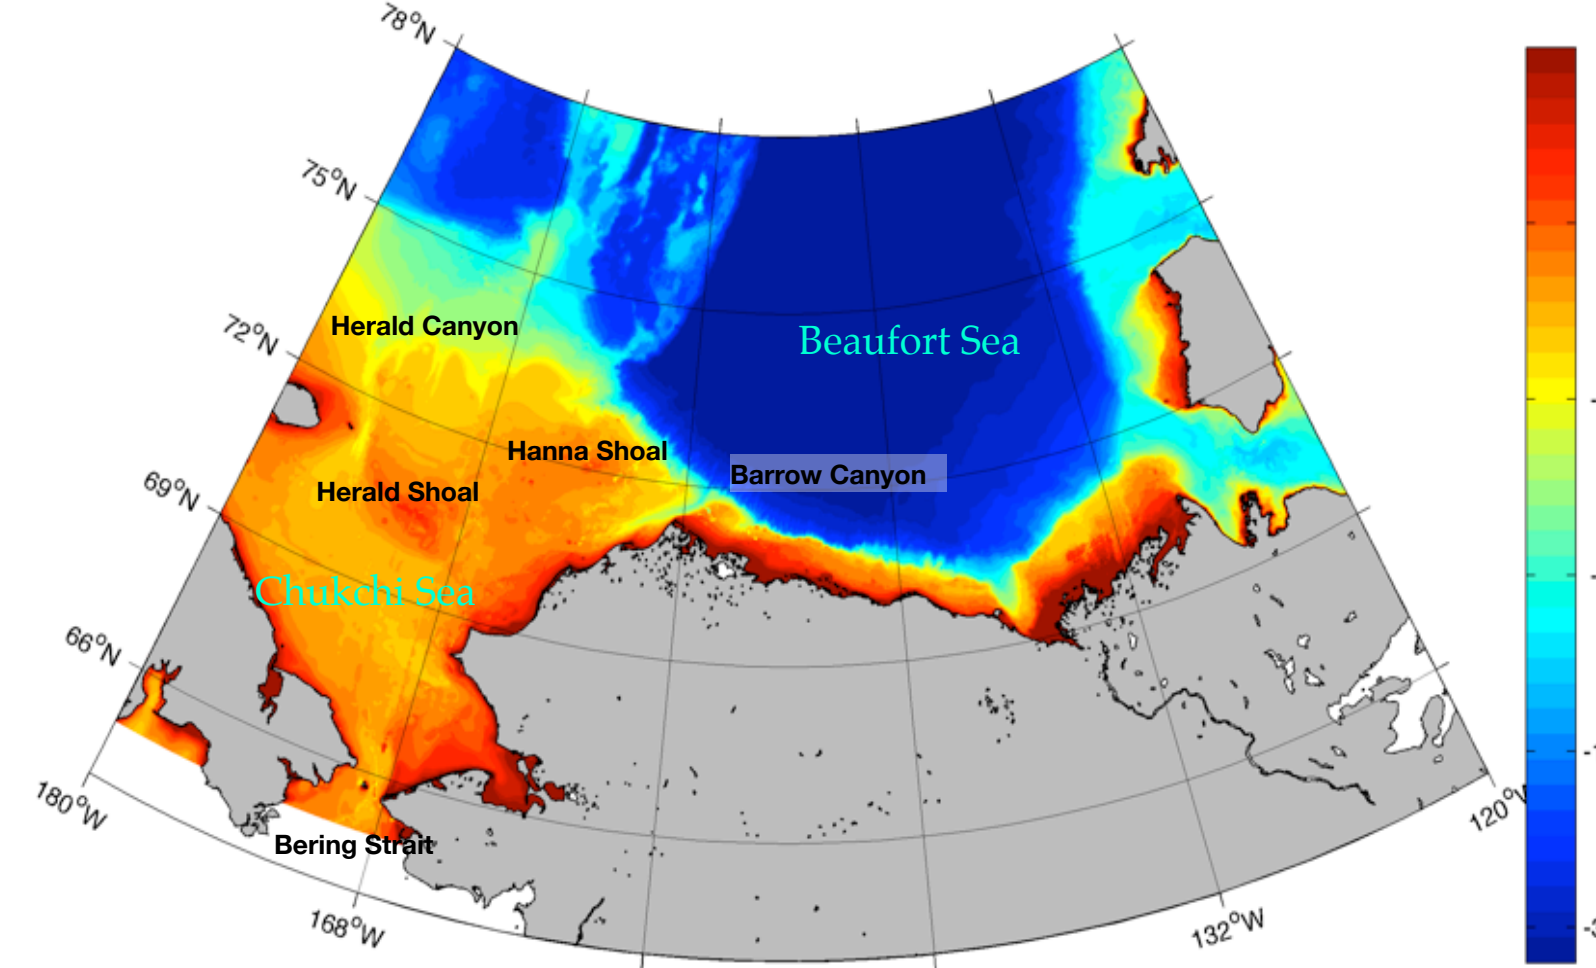 78°N
75°N
72°N
Herald Canyon
Beaufort Sea
Hanna Shoal
Barrow Canyon
Herald Shoal
69°N
Chukchi Sea
66°N
180°W
Bering Strait
168°W
132°W
120°W